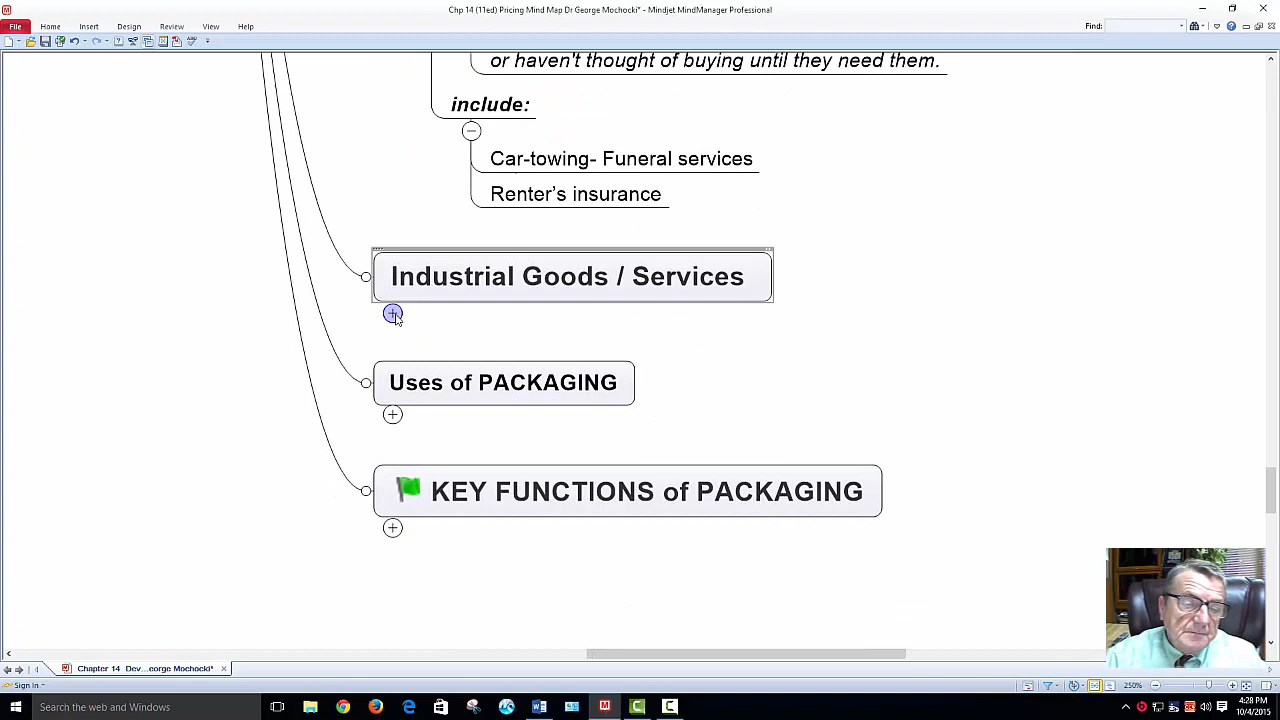 Chp 14 (11ed) Pricing Mind Map Dr George Mochocki* - Mindjet MindManager Professional
File Home Insert Design Review View Help
Find:
or haven't thought of buying until they need them.
include:
Car-towing- Funeral services
Renter's insurance
Industrial Goods / Services
Uses of PACKAGING
KEY FUNCTIONS of PACKAGING
Chapter 14 Dev...eorge Mochocki*
Sign In
250%
Search the web and Windows
4:28 PM
10/4/2015